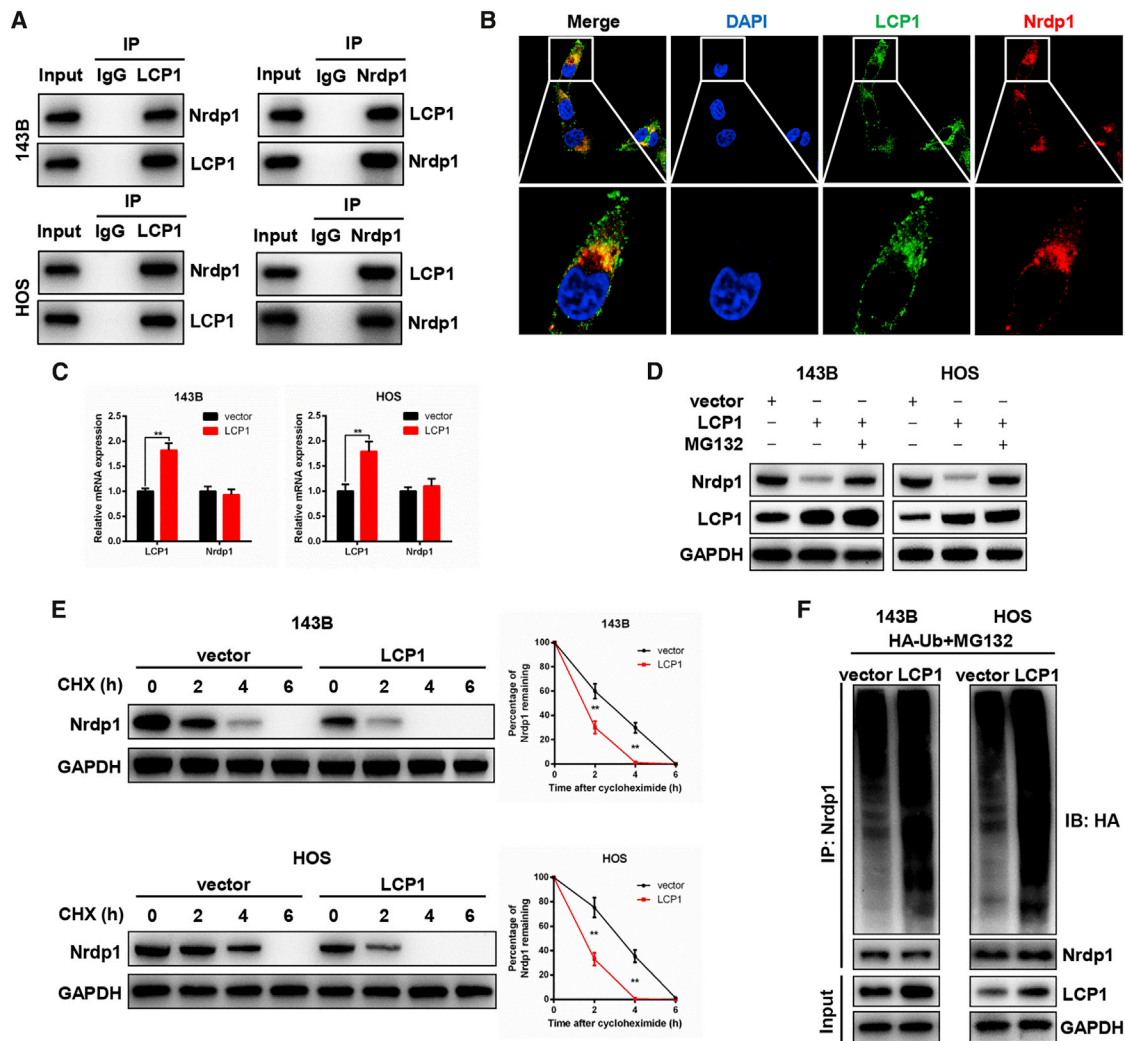 A
IP
Input IgG LCP1
143B
Nrdp1
LCP1
IP
Input IgG Nrdp1
LCP1
Nrdp1
IP
Input IgG LCP1
HOS
Nrdp1
LCP1
IP
Input IgG Nrdp1
LCP1
Nrdp1
B
Merge DAPI LCP1 Nrdp1
C
143B
Relative mRNA expression
2.5
2.0
1.5
1.0
0.5
0.0
**
vector
LCP1
LCP1 Nrdp1
HOS
Relative mRNA expression
2.5
2.0
1.5
1.0
0.5
0.0
**
vector
LCP1
LCP1 Nrdp1
D
143B HOS
vector + − − + − −
LCP1 − + + − + +
MG132 − − + − − +
Nrdp1
LCP1
GAPDH
E
143B
vector LCP1
CHX (h) 0 2 4 6 0 2 4 6
Nrdp1
GAPDH
143B
Percentage of
Nrdp1 remaining
100
80
60
40
20
0
vector
LCP1
**
**
0 2 4 6
Time after cycloheximide (h)
HOS
vector LCP1
CHX (h) 0 2 4 6 0 2 4 6
Nrdp1
GAPDH
HOS
Percentage of
Nrdp1 remaining
100
80
60
40
20
0
vector
LCP1
**
**
0 2 4 6
Time after cycloheximide (h)
F
143B HOS
HA-Ub+MG132
vector LCP1 vector LCP1
IP: Nrdp1
IB: HA
Nrdp1
Input
LCP1
GAPDH